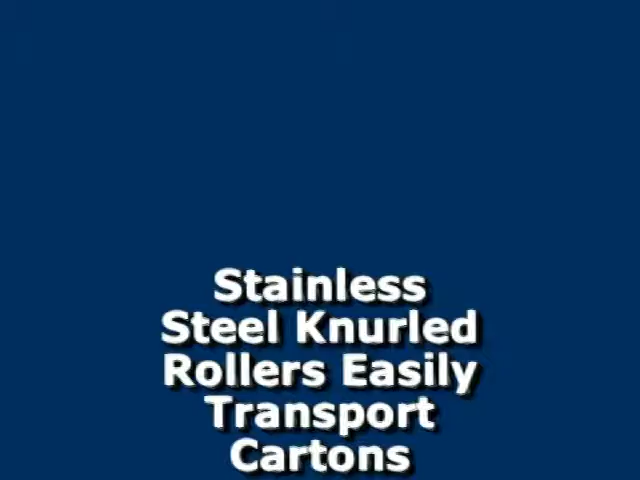 Stainless
Steel Knurled
Rollers Easily
Transport
Cartons